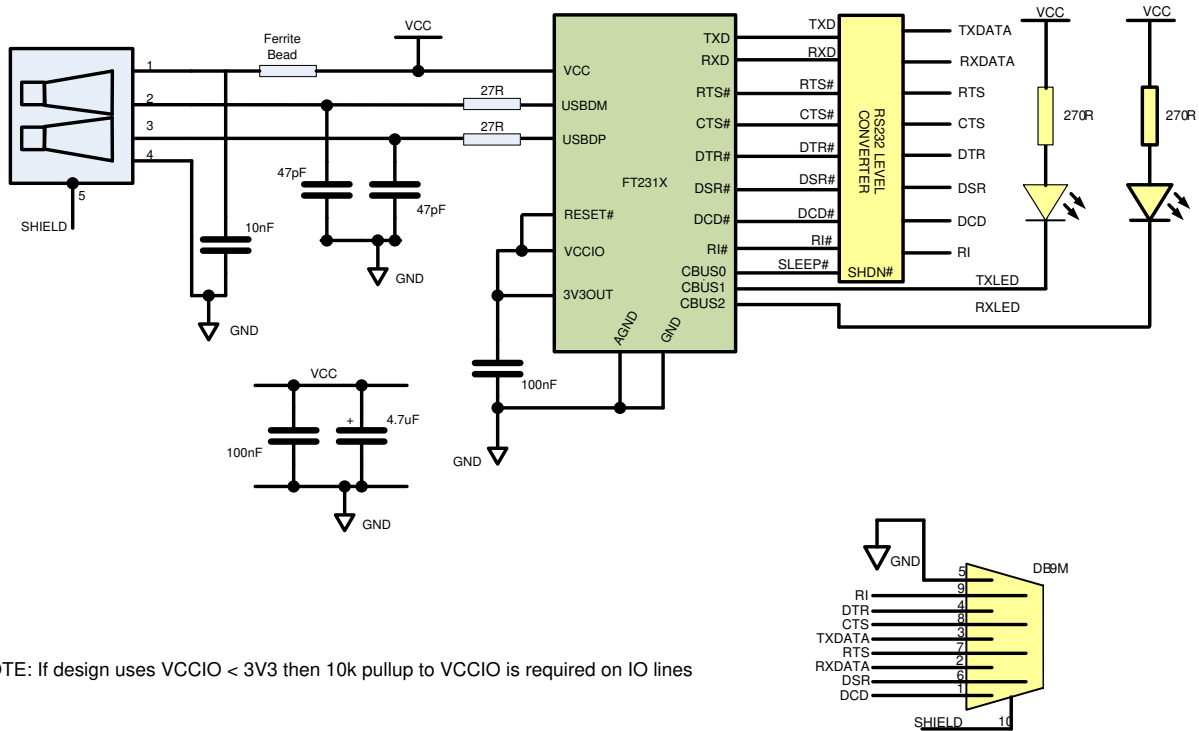 VCC
Ferrite
Bead
1
2
3
4
5
SHIELD
27R
27R
47pF
47pF
10nF
GND
GND
VCC
USBDM
USBDP
RESET#
VCCIO
3V3OUT
FT231X
AGND
GND
TXD
RXD
RTS#
CTS#
DTR#
DSR#
DCD#
RI#
CBUS0
CBUS1
CBUS2
TXD
RXD
RTS#
CTS#
DTR#
DSR#
DCD#
RI#
SLEEP#
RS232 LEVEL
CONVERTER
SHDN#
TXDATA
RXDATA
RTS
CTS
DTR
DSR
DCD
RI
TXLED
RXLED
VCC
VCC
270R
270R
100nF
GND
VCC
100nF
+
4.7uF
GND
GND
DB9M
RI
DTR
CTS
TXDATA
RTS
RXDATA
DSR
DCD
5
9
4
8
3
7
2
6
1
SHIELD
10
OTE: If design uses VCCIO < 3V3 then 10k pullup to VCCIO is required on IO lines